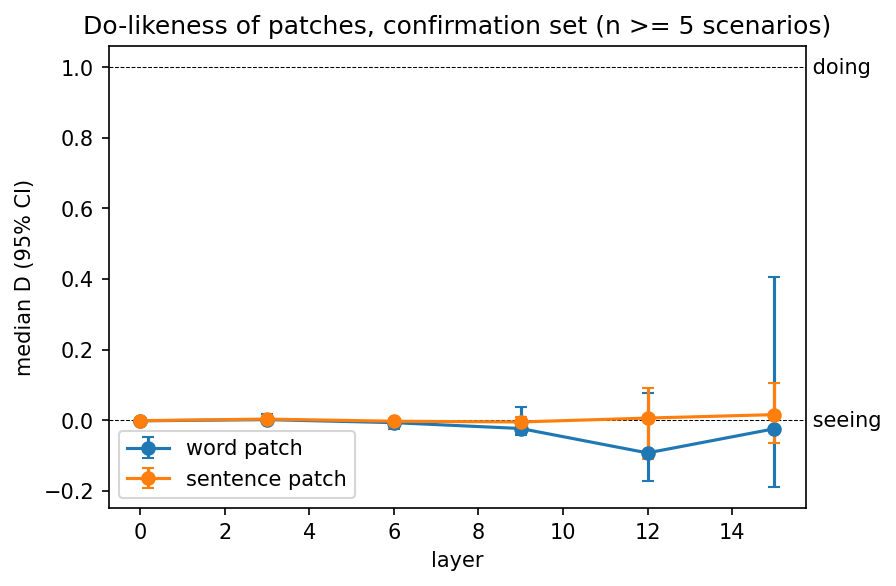 Do-likeness of patches, confirmation set (n >= 5 scenarios)
1.0
doing
0.8
0.6
0.4
0.2
0.0
seeing
−0.2
median D (95% CI)
word patch
sentence patch
0 2 4 6 8 10 12 14
layer